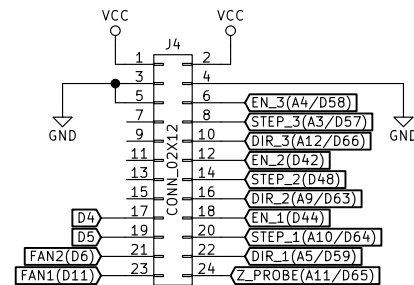 VCC VCC
J4
1 2
3 4
5 6 EN_3(A4/D58)
7 8 STEP_3(A3/D57)
GND 9 10 DIR_3(A12/D66) GND
11 12 EN_2(D42)
13 14 STEP_2(D48)
15 16 DIR_2(A9/D63)
D4 17 18 EN_1(D44)
D5 19 20 STEP_1(A10/D64)
FAN2(D6) 21 22 DIR_1(A5/D59)
FAN1(D11) 23 24 Z_PROBE(A11/D65)
CONN_02X12